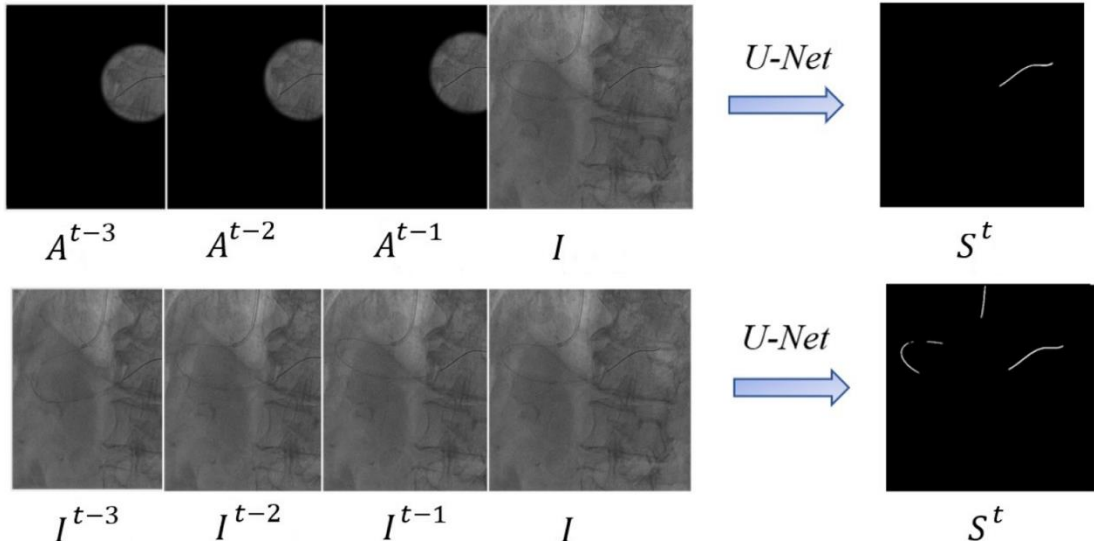 U-Net
A^{t-3} A^{t-2} A^{t-1} I S^t
U-Net
I^{t-3} I^{t-2} I^{t-1} I S^t